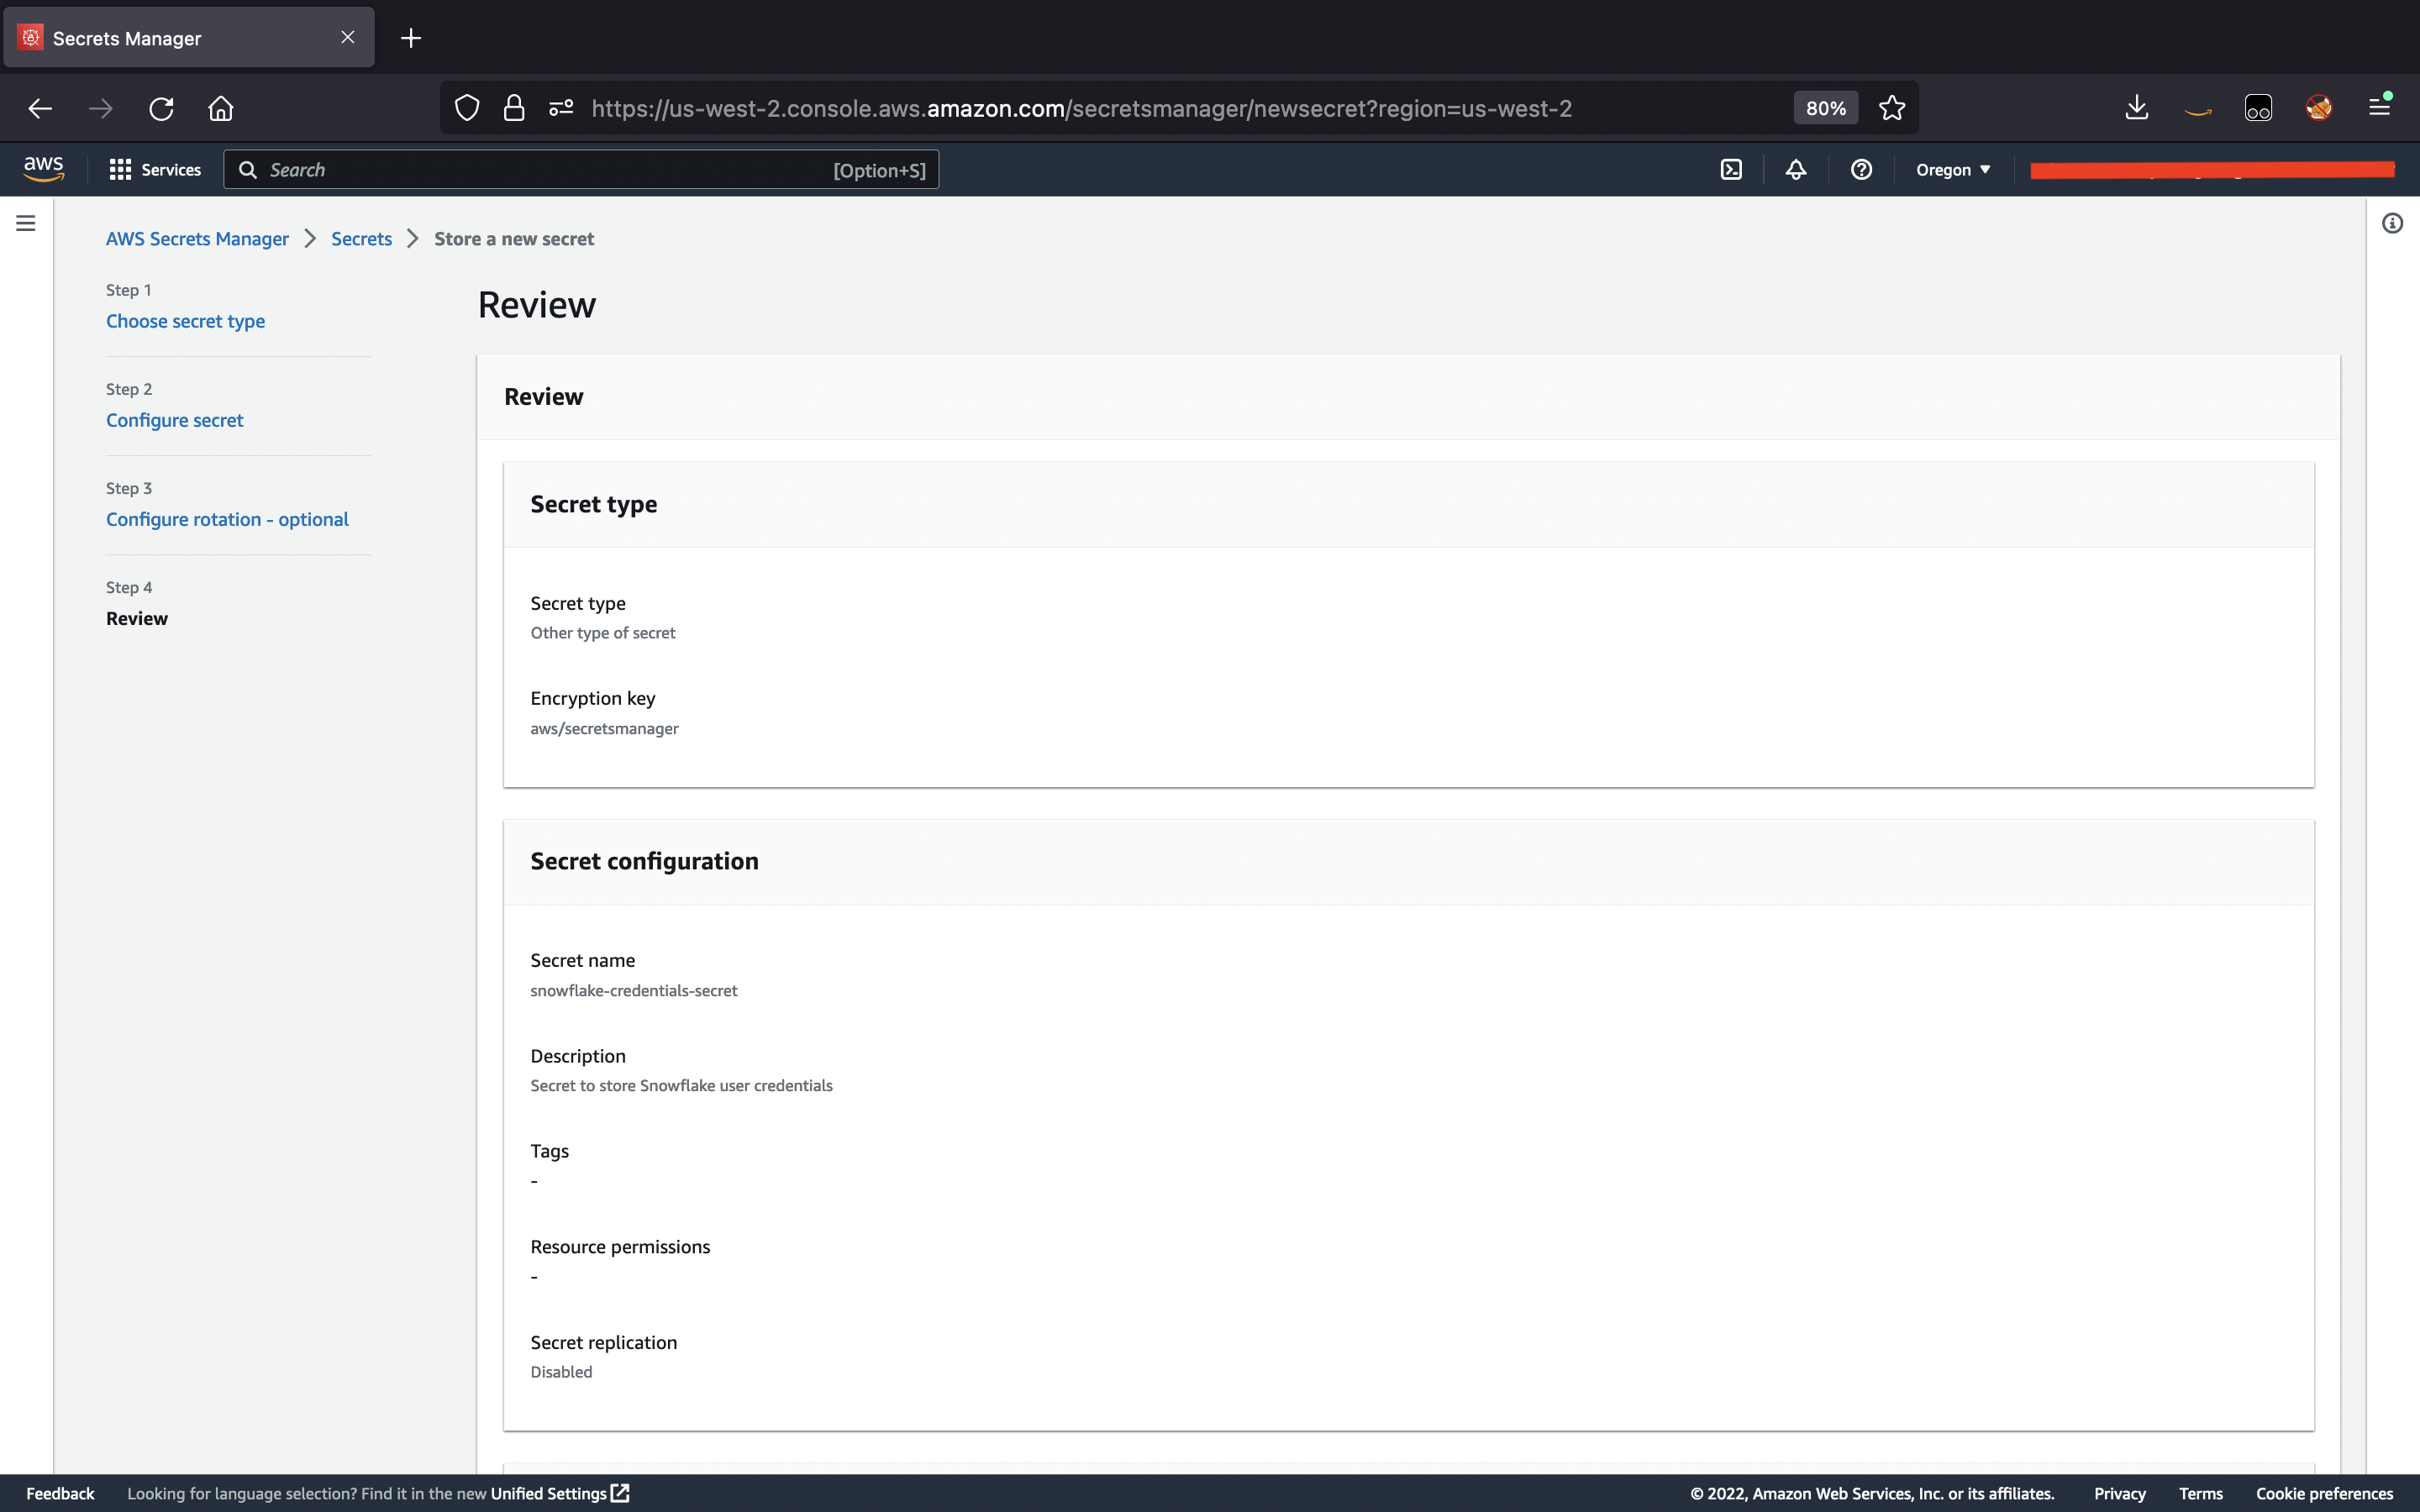 Secrets Manager
https://us-west-2.console.aws.amazon.com/secretsmanager/newsecret?region=us-west-2
80%
aws
Services
Search
[Option+S]
Oregon
AWS Secrets Manager
Secrets
Store a new secret
Step 1
Choose secret type
Step 2
Configure secret
Step 3
Configure rotation - optional
Step 4
Review
Review
Review
Secret type
Secret type
Other type of secret
Encryption key
aws/secretsmanager
Secret configuration
Secret name
snowflake-credentials-secret
Description
Secret to store Snowflake user credentials
Tags
-
Resource permissions
-
Secret replication
Disabled
Feedback
Looking for language selection? Find it in the new Unified Settings
© 2022, Amazon Web Services, Inc. or its affiliates.
Privacy
Terms
Cookie preferences